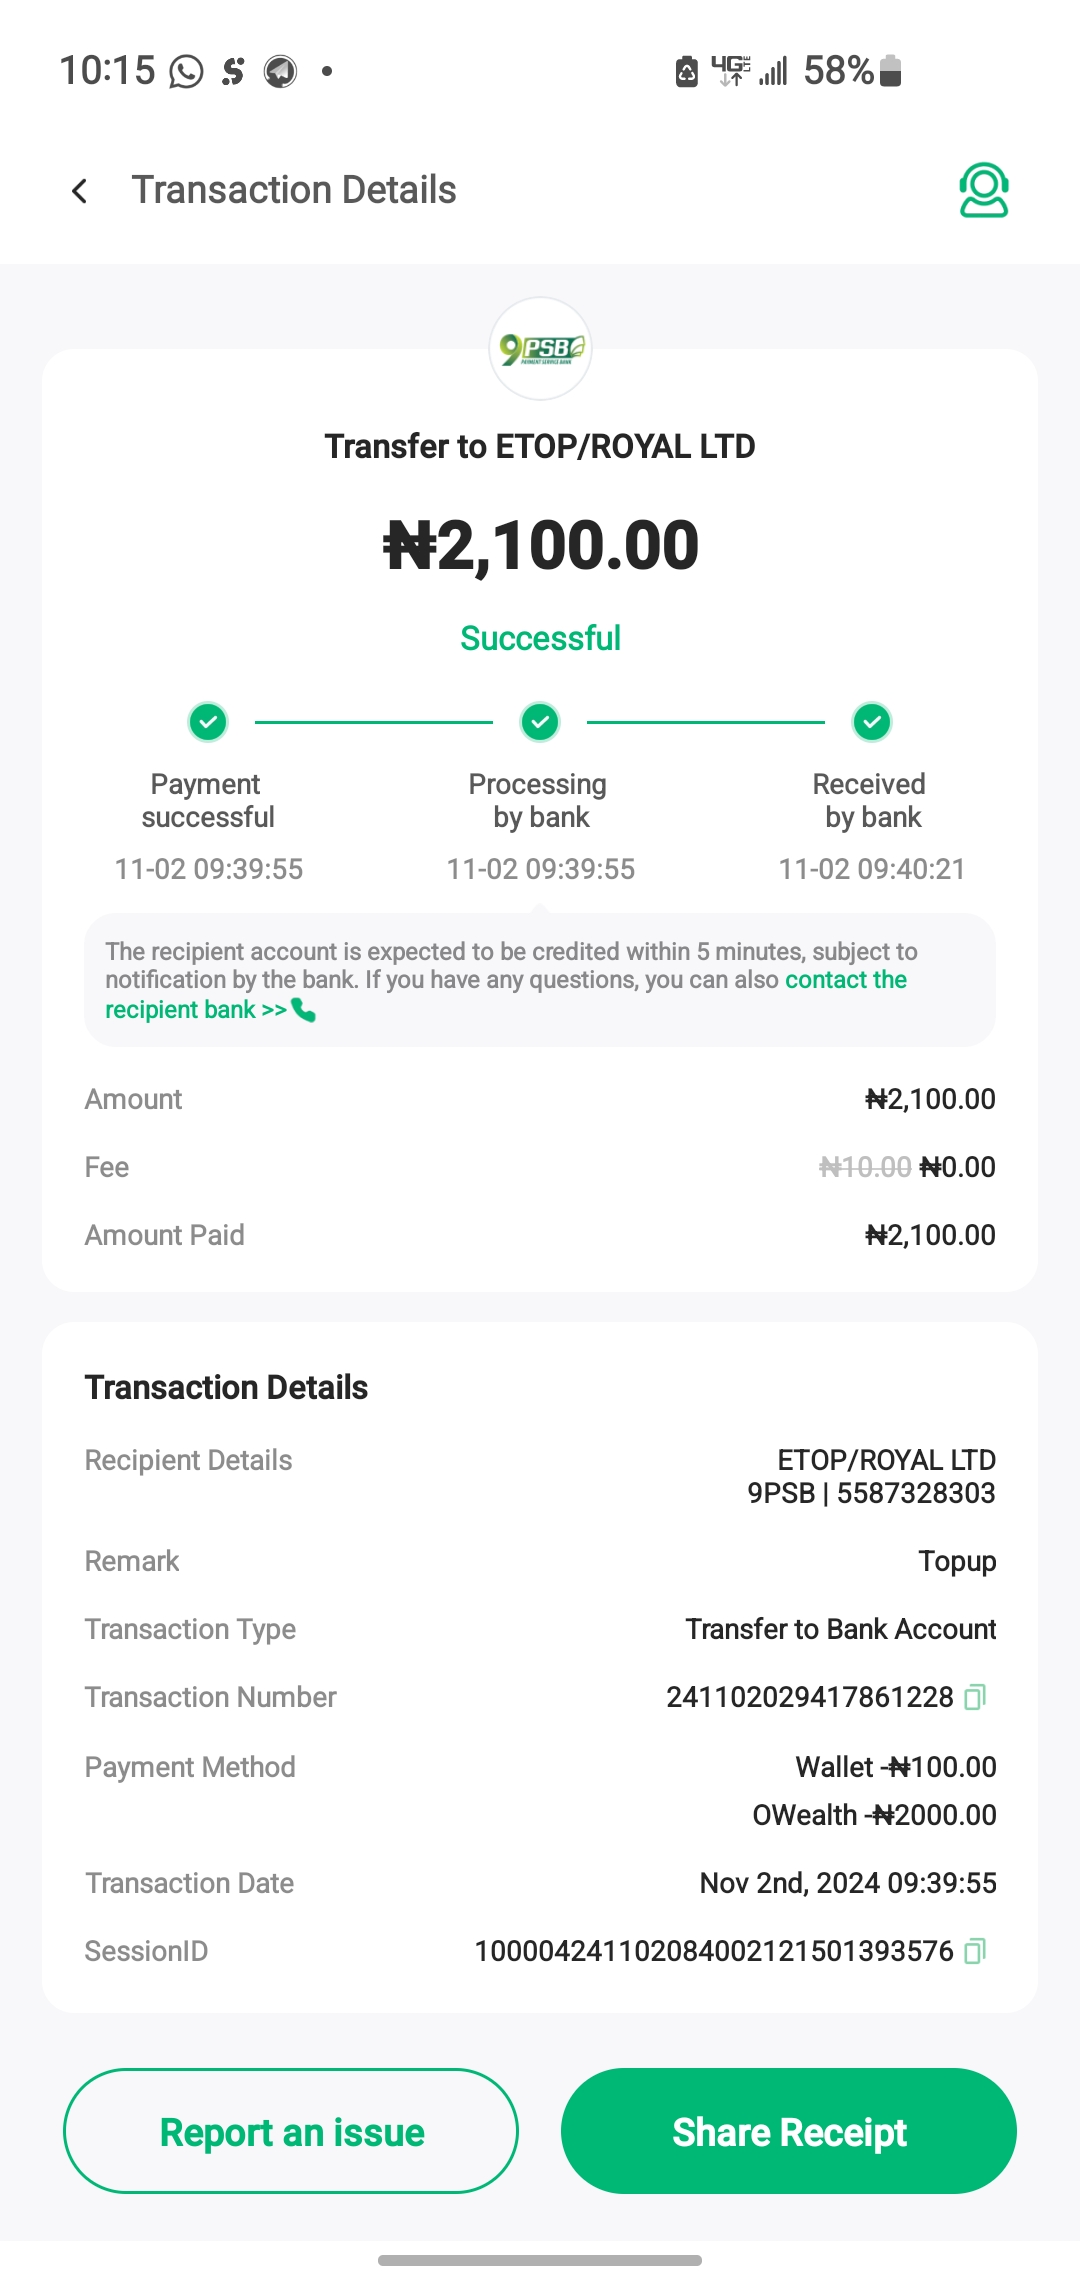 10:15 58%
4G LTE
Transaction Details
9PSB
PAYMENT SERVICE BANK
Transfer to ETOP/ROYAL LTD
₦2,100.00
Successful
Payment successful
Processing by bank
Received by bank
11-02 09:39:55
11-02 09:39:55
11-02 09:40:21
The recipient account is expected to be credited within 5 minutes, subject to
notification by the bank. If you have any questions, you can also contact the
recipient bank >>
Amount ₦2,100.00
Fee ₦10.00 ₦0.00
Amount Paid ₦2,100.00
Transaction Details
Recipient Details ETOP/ROYAL LTD
9PSB | 5587328303
Remark Topup
Transaction Type Transfer to Bank Account
Transaction Number 241102029417861228
Payment Method Wallet -₦100.00
OWealth -₦2000.00
Transaction Date Nov 2nd, 2024 09:39:55
SessionID 100004241102084002121501393576
Report an issue
Share Receipt